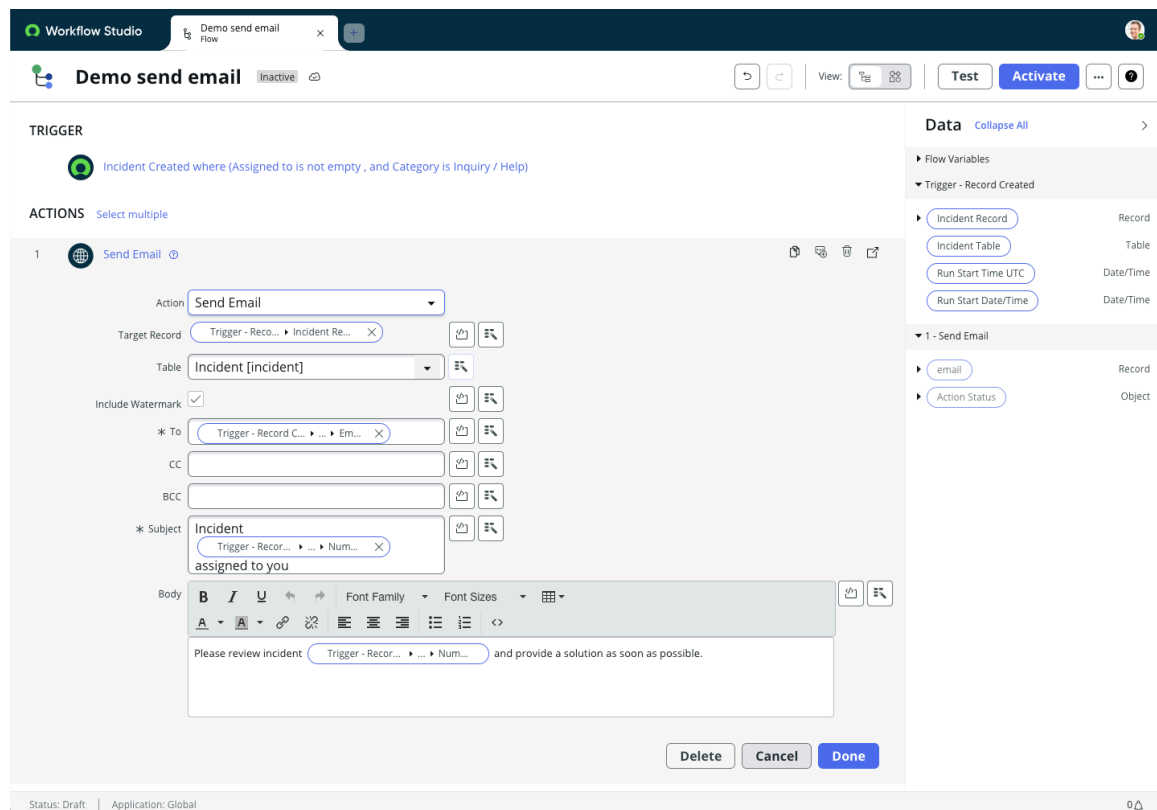 Workflow Studio
Demo send email
Flow
Demo send email Inactive
View: Test Activate ...
TRIGGER
Incident Created where (Assigned to is not empty , and Category is Inquiry / Help)
ACTIONS Select multiple
1 Send Email
Action Send Email
Target Record Trigger - Reco... Incident Re...
Table Incident [incident]
Include Watermark
* To Trigger - Record C... ... Em...
CC
BCC
* Subject Incident
Trigger - Recor... ... Num...
assigned to you
Body B I U Font Family Font Sizes
A A
Please review incident Trigger - Recor... ... Num... and provide a solution as soon as possible.
Delete Cancel Done
Data Collapse All
Flow Variables
Trigger - Record Created
Incident Record Record
Incident Table Table
Run Start Time UTC Date/Time
Run Start Date/Time Date/Time
1 - Send Email
email Record
Action Status Object
Status: Draft | Application: Global 0